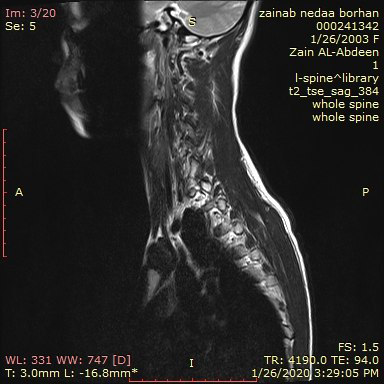 Im: 3/20
Se: 5
S
zainab nedaa borhan
000241342
1/26/2003 F
Zain AL-Abdeen
1
l-spine^library
t2_tse_sag_384
whole spine
whole spine
A
P
WL: 331 WW: 747 [D]
T: 3.0mm L: -16.8mm*
I
FS: 1.5
TR: 4190.0 TE: 94.0
1/26/2020 3:29:05 PM